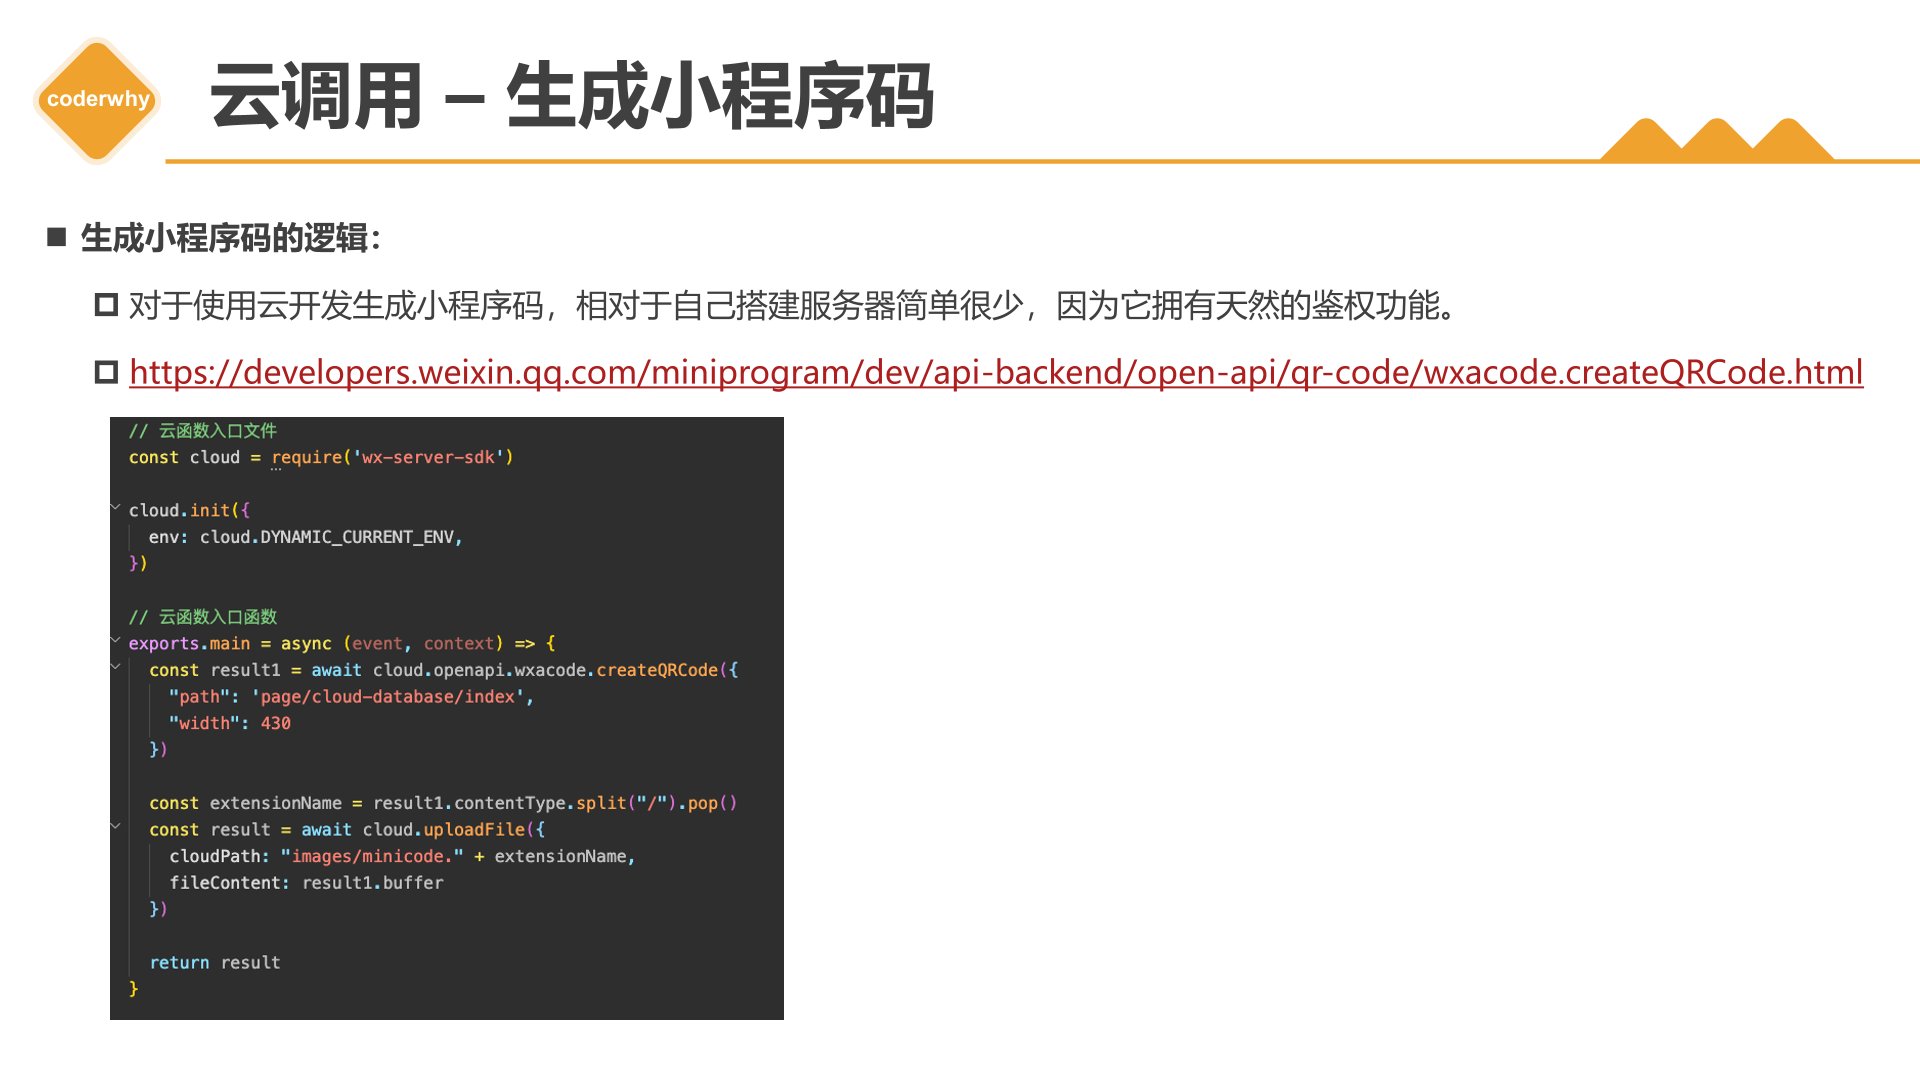 coderwhy
云调用 – 生成小程序码
生成小程序码的逻辑：
对于使用云开发生成小程序码，相对于自己搭建服务器简单很少，因为它拥有天然的鉴权功能。
https://developers.weixin.qq.com/miniprogram/dev/api-backend/open-api/qr-code/wxacode.createQRCode.html
// 云函数入口文件
const cloud = require('wx-server-sdk')
cloud.init({
  env: cloud.DYNAMIC_CURRENT_ENV,
})
// 云函数入口函数
exports.main = async (event, context) => {
  const result1 = await cloud.openapi.wxacode.createQRCode({
    "path": 'page/cloud-database/index',
    "width": 430
  })
  const extensionName = result1.contentType.split("/").pop()
  const result = await cloud.uploadFile({
    cloudPath: "images/minicode." + extensionName,
    fileContent: result1.buffer
  })
  return result
}